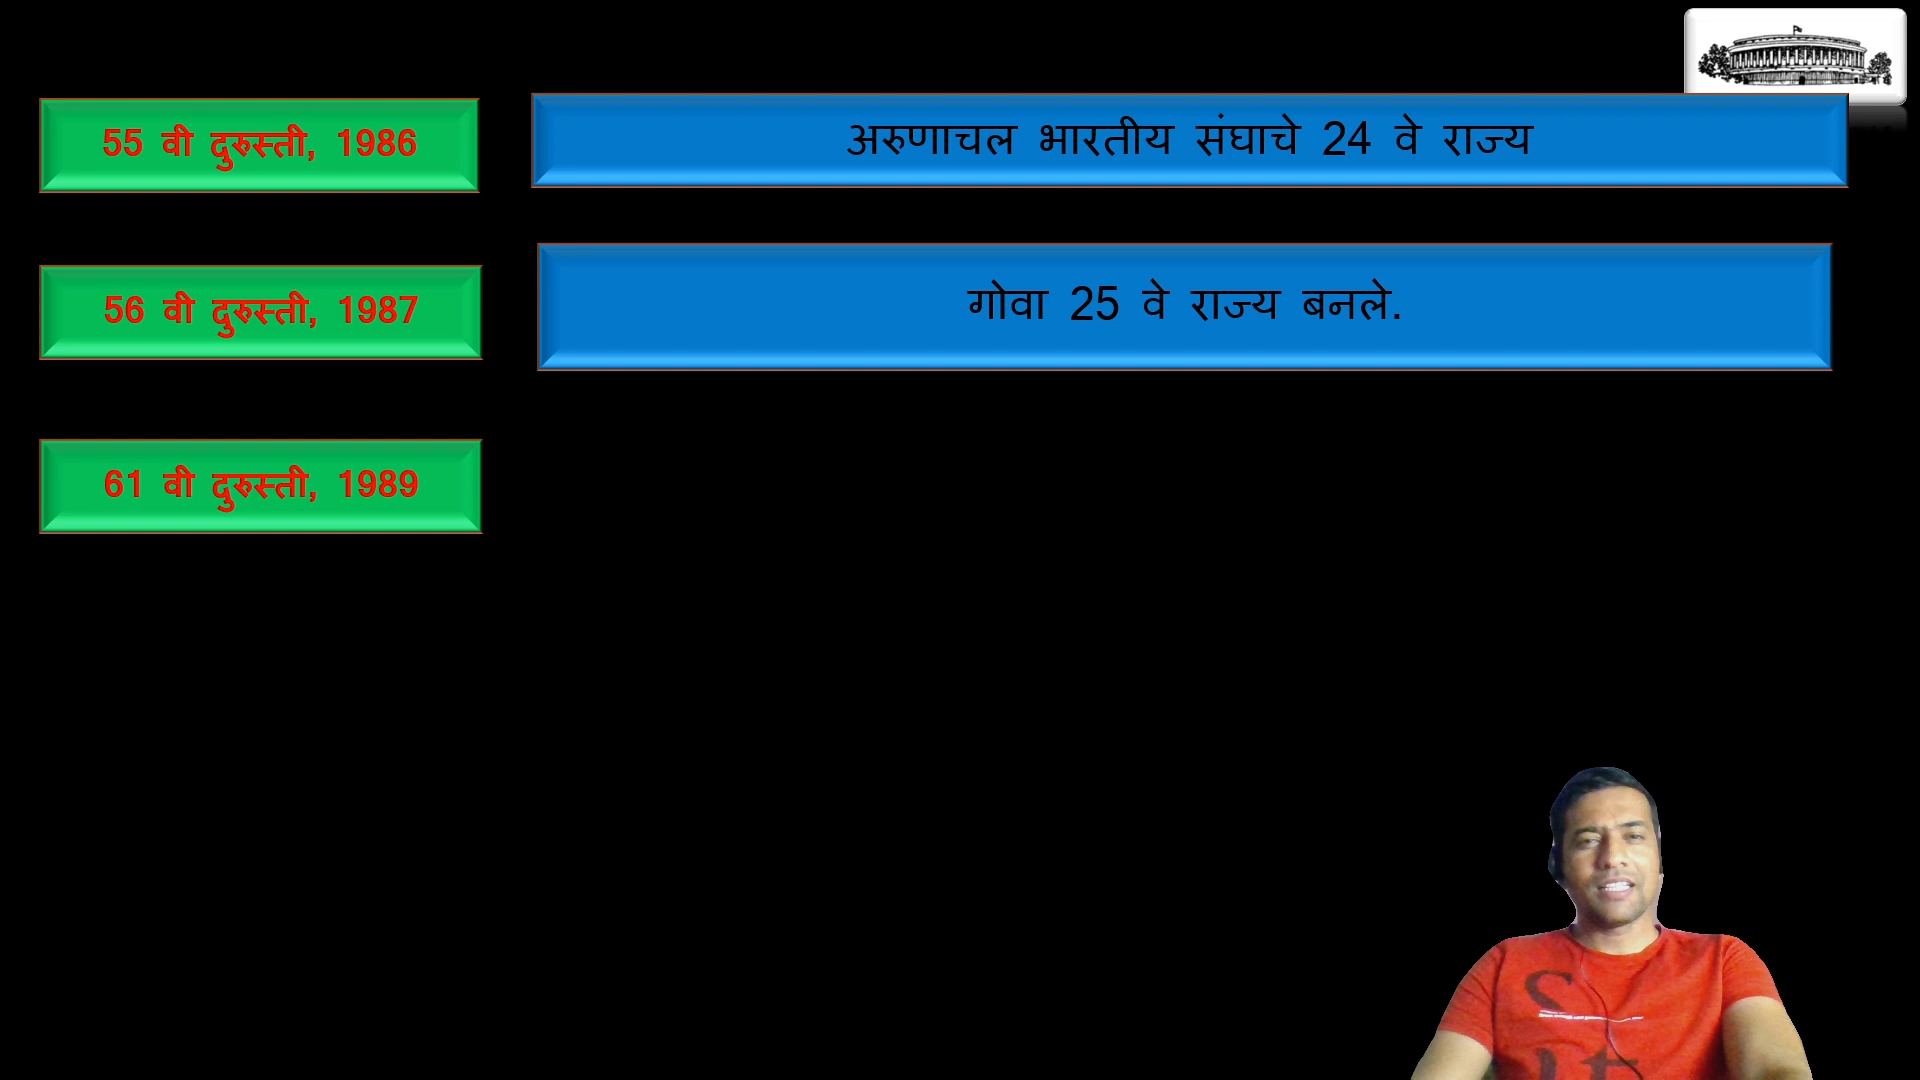 55 वी दुरुस्ती, 1986
अरुणाचल भारतीय संघाचे 24 वे राज्य
56 वी दुरुस्ती, 1987
गोवा 25 वे राज्य बनले.
61 वी दुरुस्ती, 1989